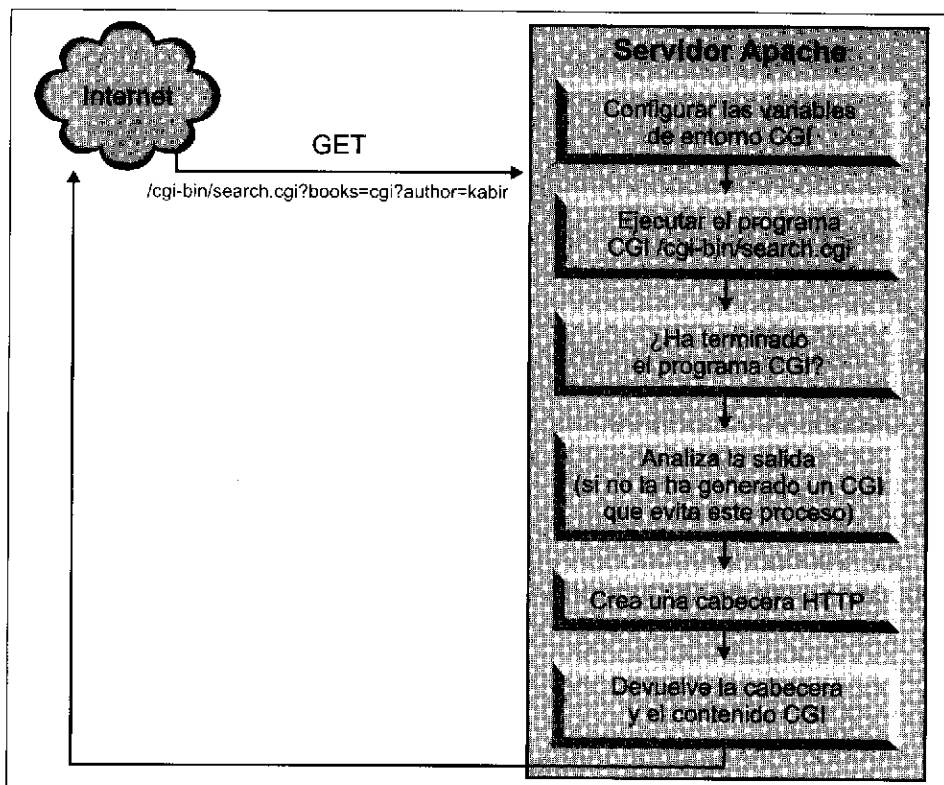 Internet
GET
/cgi-bin/search.cgi?books=cgi?author=kabir
Servidor Apache
Configurar las variables
de entorno CGI
Ejecutar el programa
CGI /cgi-bin/search.cgi
¿Ha terminado
el programa CGI?
Analiza la salida
(si no la ha generado un CGI
que evita este proceso)
Crea una cabecera HTTP
Devuelve la cabecera
y el contenido CGI